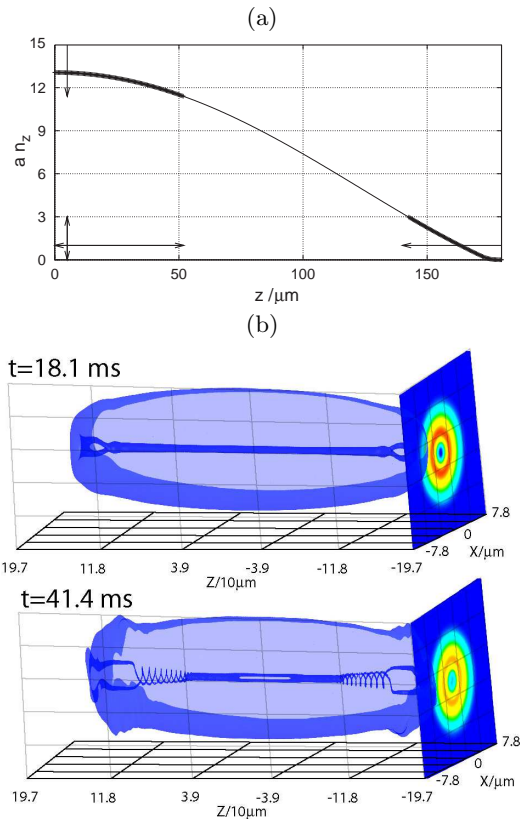 (a)
15
12
9
6
3
0
a n_z
0 50 100 150
z /μm
(b)
t=18.1 ms
7.8
0
-7.8
X/μm
19.7 11.8 3.9 -3.9 -11.8 -19.7
Z/10μm
t=41.4 ms
7.8
0
-7.8
X/μm
19.7 11.8 3.9 -3.9 -11.8 -19.7
Z/10μm